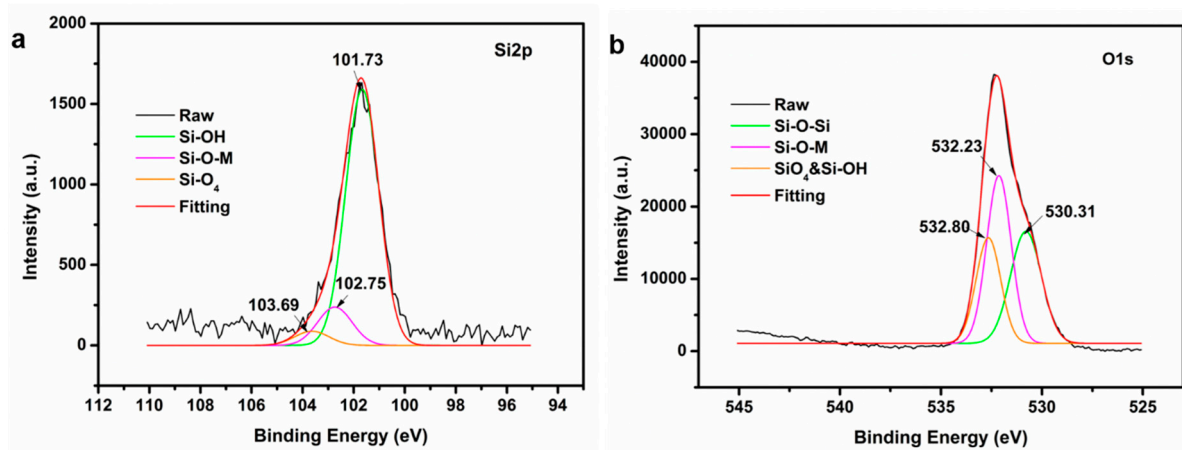 a
Si2p
101.73
Raw
Si-OH
Si-O-M
Si-O₄
Fitting
103.69
102.75
2000
1500
1000
500
0
Intensity (a.u.)
112 110 108 106 104 102 100 98 96 94
Binding Energy (eV)
b
O1s
Raw
Si-O-Si
Si-O-M
SiO₄&Si-OH
Fitting
532.23
532.80
530.31
40000
30000
20000
10000
0
Intensity (a.u.)
545 540 535 530 525
Binding Energy (eV)